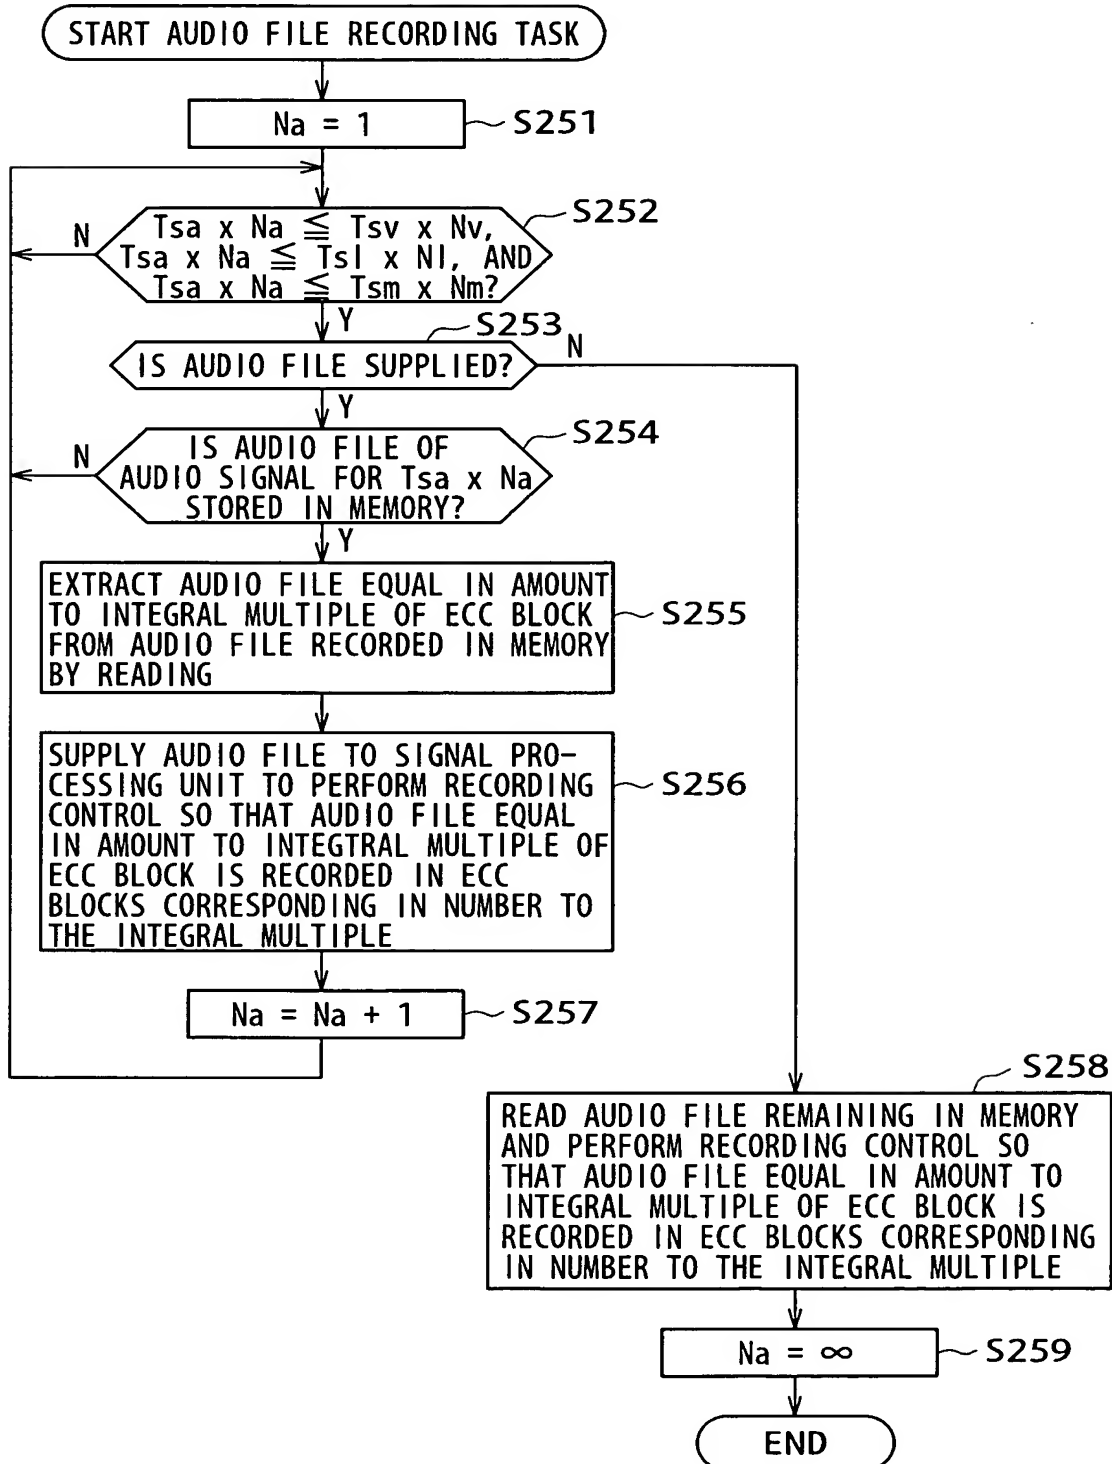 START AUDIO FILE RECORDING TASK
Na = 1
S251
S252
Tsa x Na ≦ Tsv x Nv,
Tsa x Na ≦ Tsl x Nl, AND
Tsa x Na ≦ Tsm x Nm?
N
Y
S253
IS AUDIO FILE SUPPLIED?
N
Y
S254
IS AUDIO FILE OF
AUDIO SIGNAL FOR Tsa x Na
STORED IN MEMORY?
N
Y
EXTRACT AUDIO FILE EQUAL IN AMOUNT
TO INTEGRAL MULTIPLE OF ECC BLOCK
FROM AUDIO FILE RECORDED IN MEMORY
BY READING
S255
SUPPLY AUDIO FILE TO SIGNAL PRO-
CESSING UNIT TO PERFORM RECORDING
CONTROL SO THAT AUDIO FILE EQUAL
IN AMOUNT TO INTEGTRAL MULTIPLE OF
ECC BLOCK IS RECORDED IN ECC
BLOCKS CORRESPONDING IN NUMBER TO
THE INTEGRAL MULTIPLE
S256
Na = Na + 1
S257
S258
READ AUDIO FILE REMAINING IN MEMORY
AND PERFORM RECORDING CONTROL SO
THAT AUDIO FILE EQUAL IN AMOUNT TO
INTEGRAL MULTIPLE OF ECC BLOCK IS
RECORDED IN ECC BLOCKS CORRESPONDING
IN NUMBER TO THE INTEGRAL MULTIPLE
Na = ∞
S259
END